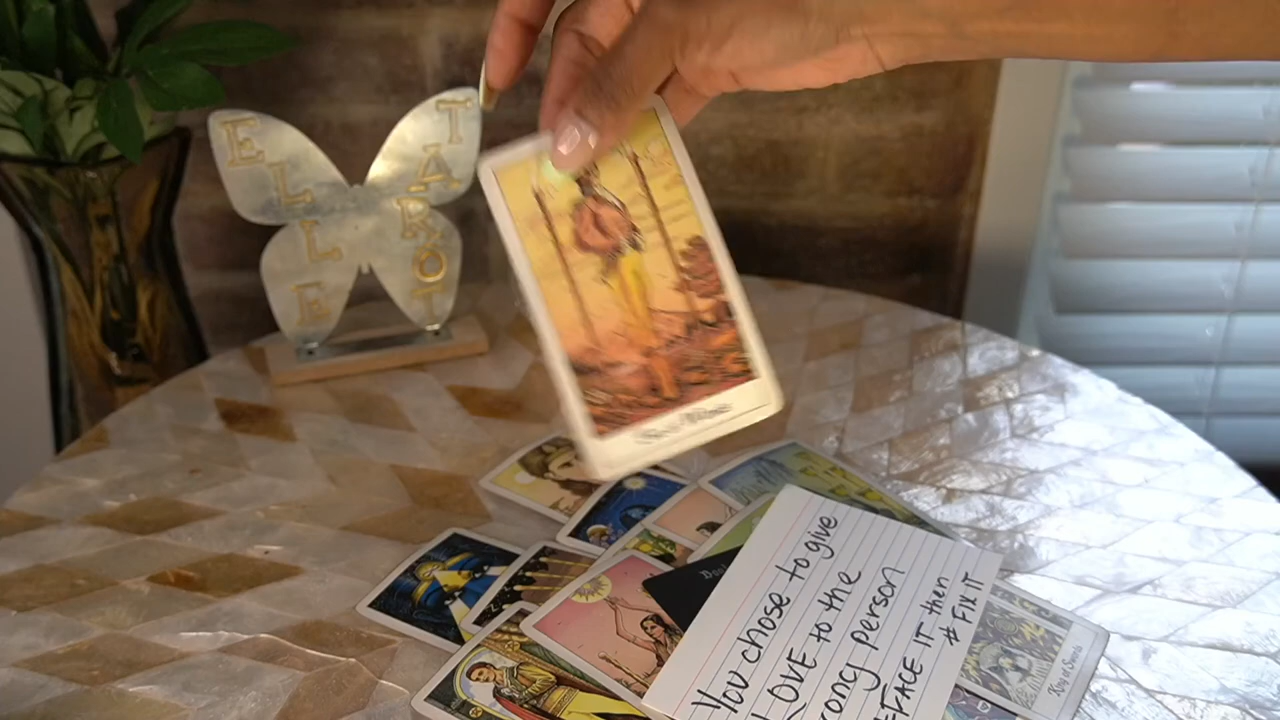 ELLE
TAROT
You chose to give
LOVE to the
wrong person
FACE IT then
# FIX IT
King of Swords